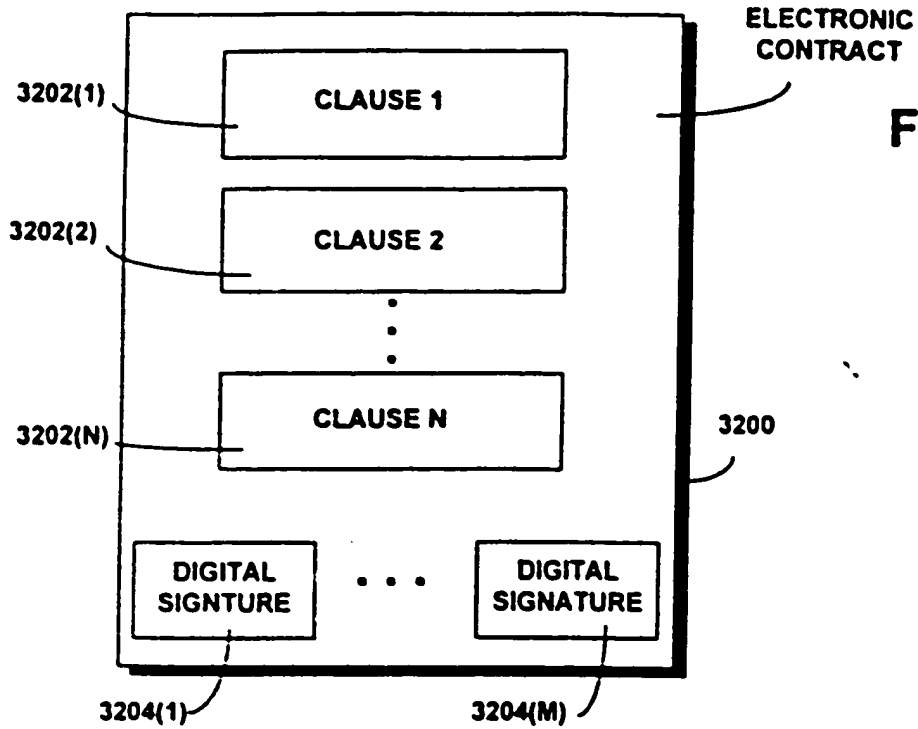 ELECTRONIC
CONTRACT
F
3202(1)
CLAUSE 1
3202(2)
CLAUSE 2
3202(N)
CLAUSE N
3200
DIGITAL
SIGNTURE
DIGITAL
SIGNATURE
3204(1)
3204(M)